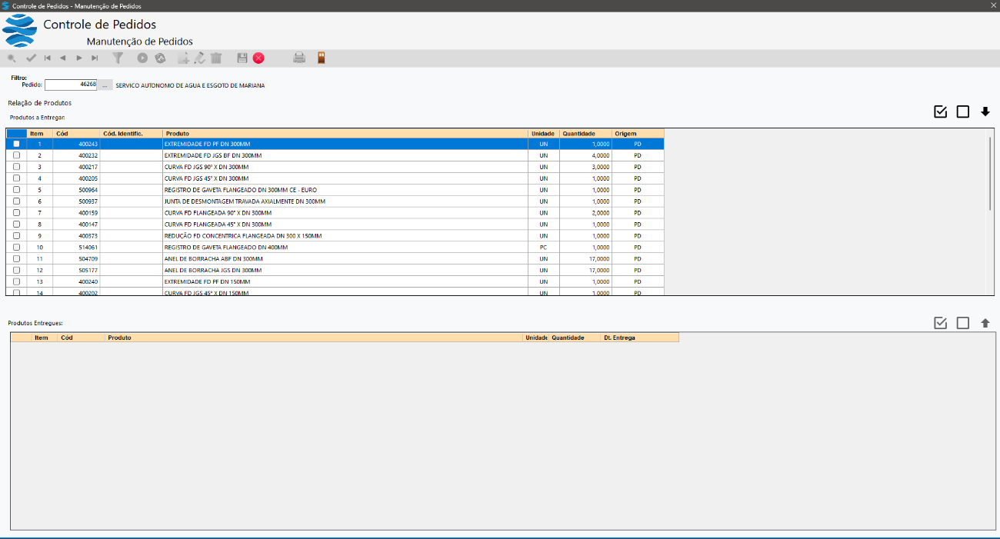 Controle de Pedidos - Manutenção de Pedidos
Controle de Pedidos
Manutenção de Pedidos
Filtro:
Pedido: 46268 ... SERVICO AUTONOMO DE AGUA E ESGOTO DE MARIANA
Relação de Produtos
Produtos a Entregar:
Item Cód Cód. Identific. Produto Unidade Quantidade Origem
1 400243 EXTREMIDADE FD PF DN 300MM UN 1,0000 PD
2 400232 EXTREMIDADE FD JGS BF DN 300MM UN 4,0000 PD
3 400217 CURVA FD JGS 90° X DN 300MM UN 3,0000 PD
4 400205 CURVA FD JGS 45° X DN 300MM UN 1,0000 PD
5 500964 REGISTRO DE GAVETA FLANGEADO DN 300MM CE - EURO UN 1,0000 PD
6 500937 JUNTA DE DESMONTAGEM TRAVADA AXIALMENTE DN 300MM UN 1,0000 PD
7 400159 CURVA FD FLANGEADA 90° X DN 300MM UN 2,0000 PD
8 400147 CURVA FD FLANGEADA 45° X DN 300MM UN 1,0000 PD
9 400373 REDUÇÃO FD CONCENTRICA FLANGEADA DN 300 X 150MM UN 1,0000 PD
10 514061 REGISTRO DE GAVETA FLANGEADO DN 400MM PC 1,0000 PD
11 504709 ANEL DE BORRACHA ABF DN 300MM UN 17,0000 PD
12 505177 ANEL DE BORRACHA JGS DN 300MM UN 17,0000 PD
13 400240 EXTREMIDADE FD PF DN 150MM UN 1,0000 PD
14 400202 CURVA FD JGS 45° X DN 150MM UN 1,0000 PD
Produtos Entregues:
Item Cód Produto Unidade Quantidade Dt. Entrega